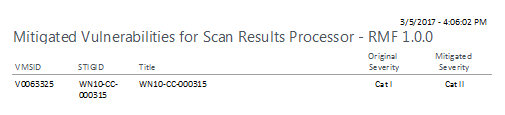 3/5/2017 - 4:06:02 PM
Mitigated Vulnerabilities for Scan Results Processor - RMF 1.0.0
Original Mitigated
VMSID STIGID Title Severity Severity
V0063325 WN10-CC- WN10-CC-000315 Cat I Cat II
000315